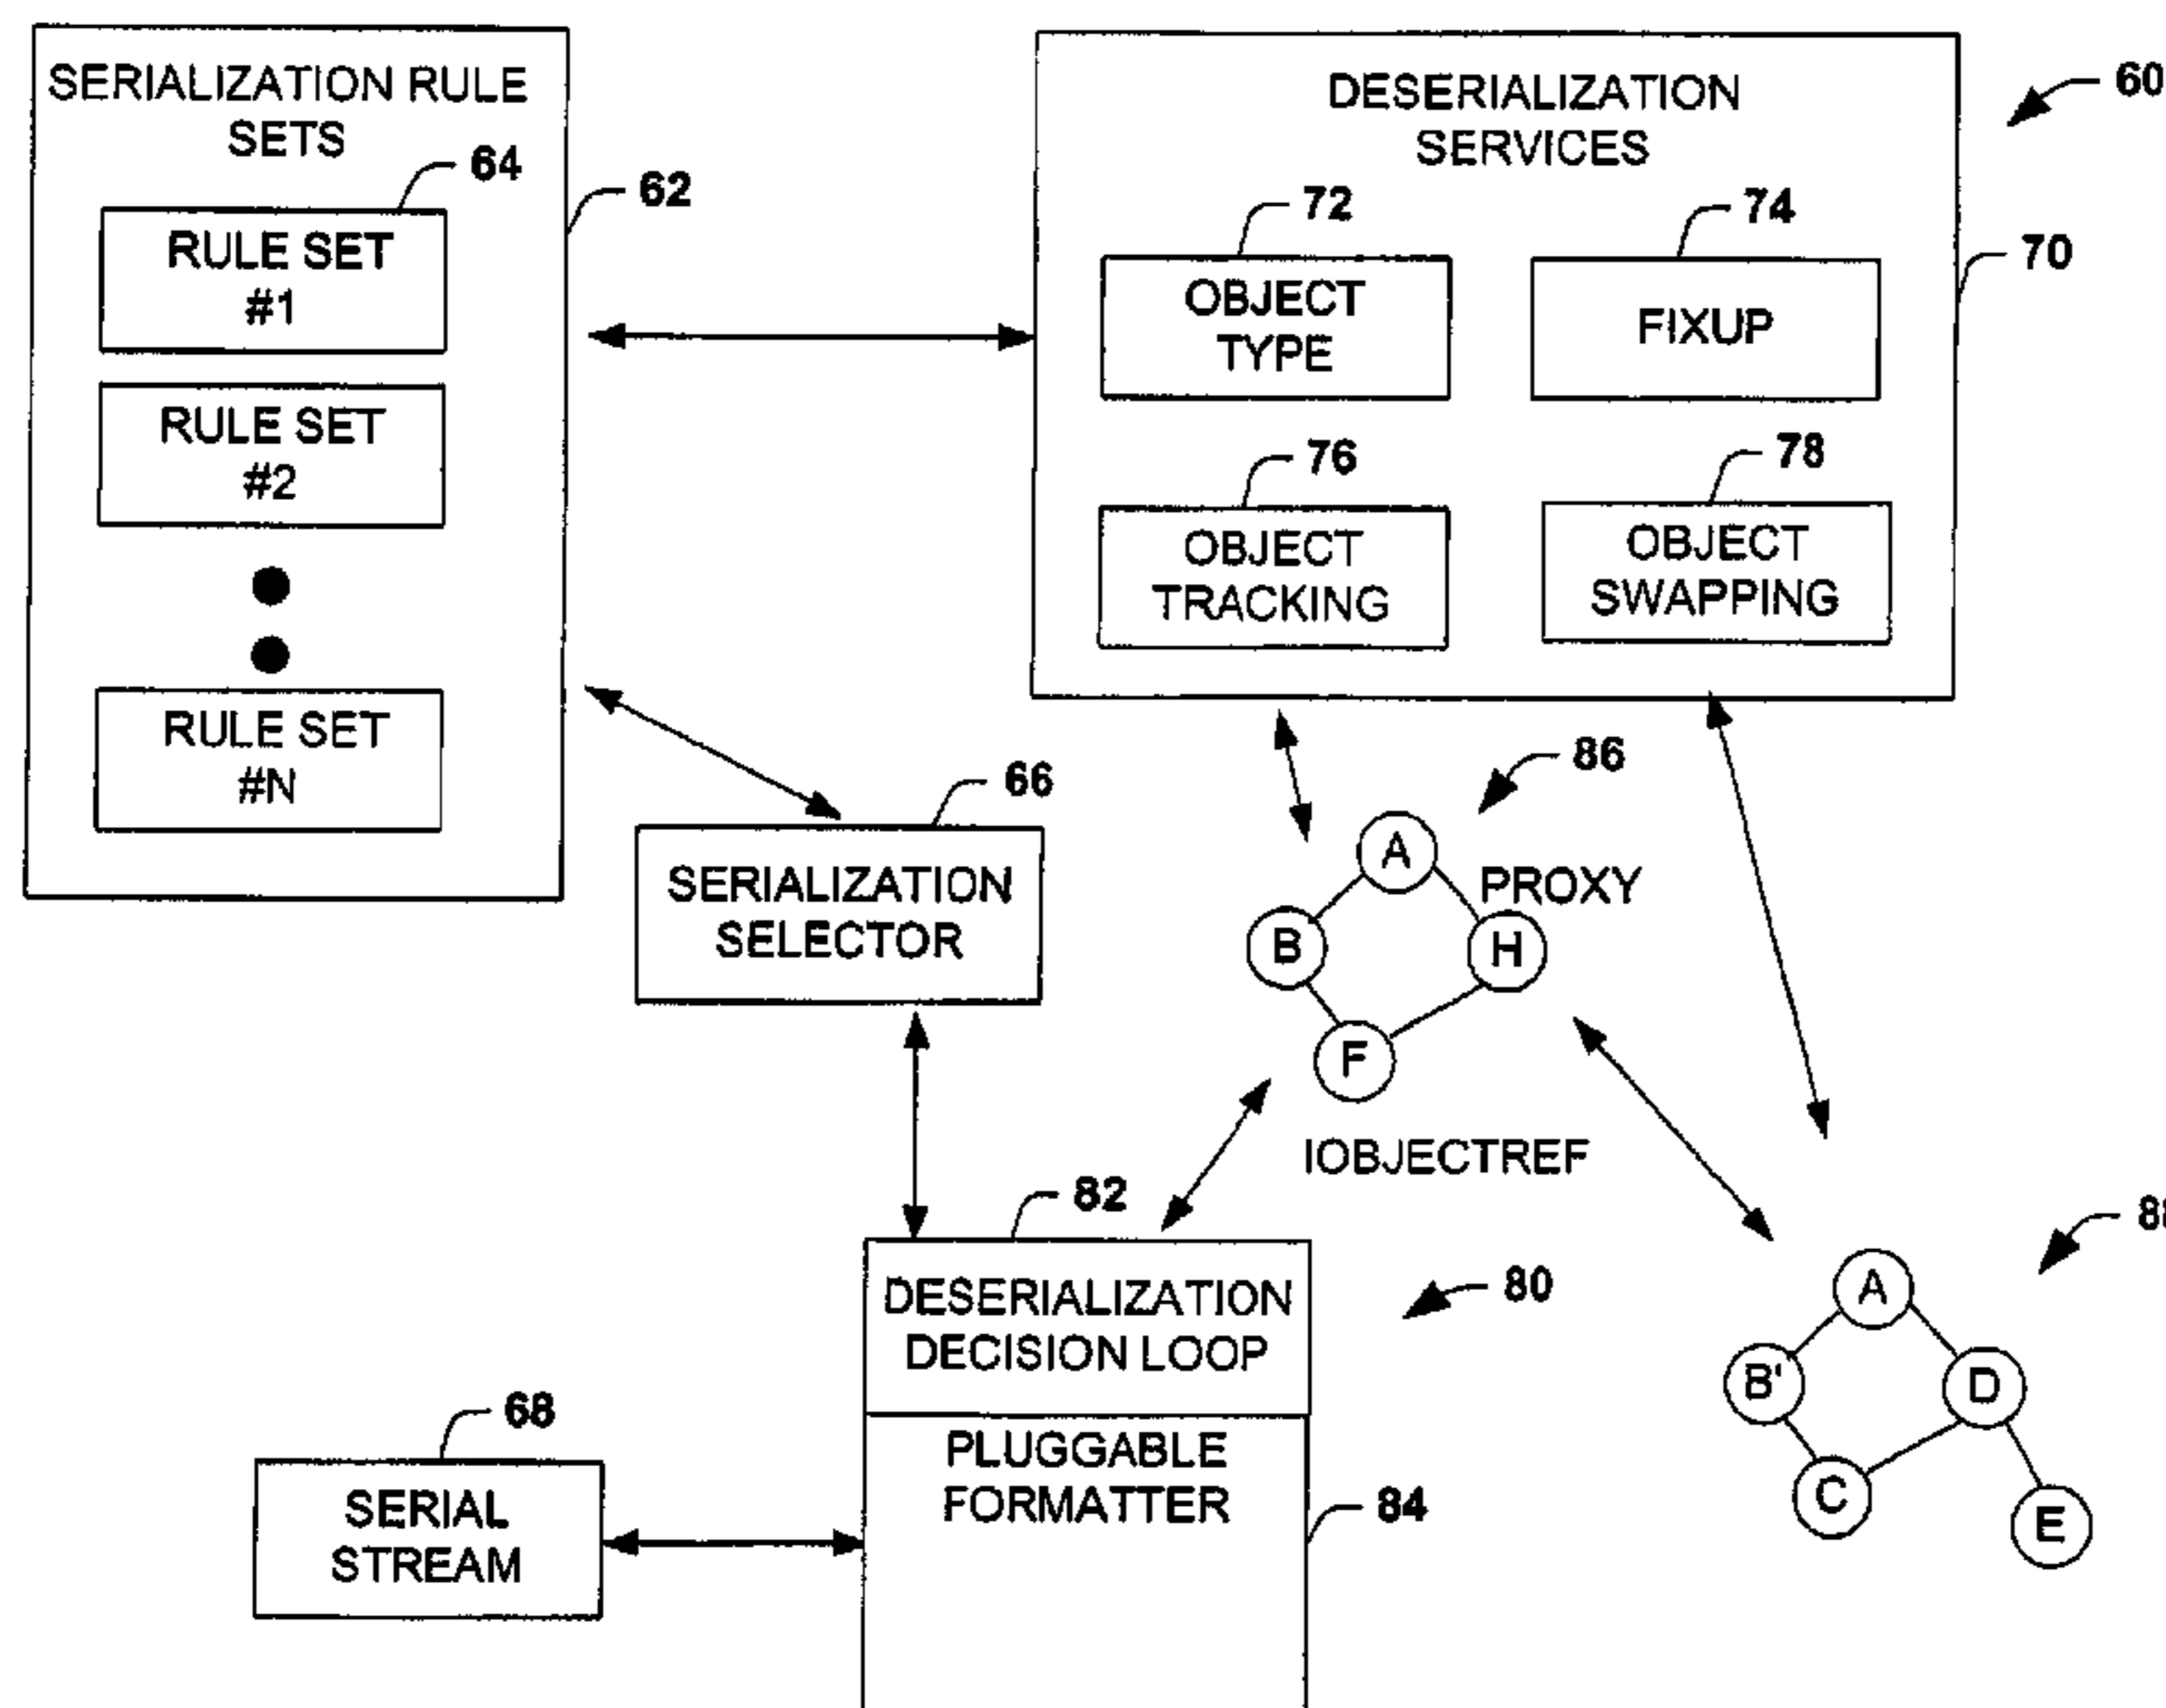 SERIALIZATION RULE
SETS
64
62
RULE SET
#1
RULE SET
#2
RULE SET
#N
DESERIALIZATION
SERVICES
60
70
72
OBJECT
TYPE
74
FIXUP
76
OBJECT
TRACKING
78
OBJECT
SWAPPING
66
SERIALIZATION
SELECTOR
86
A
PROXY
B
H
F
IOBJECTREF
82
DESERIALIZATION
DECISION LOOP
80
PLUGGABLE
FORMATTER
84
68
SERIAL
STREAM
A
B'
D
C
E